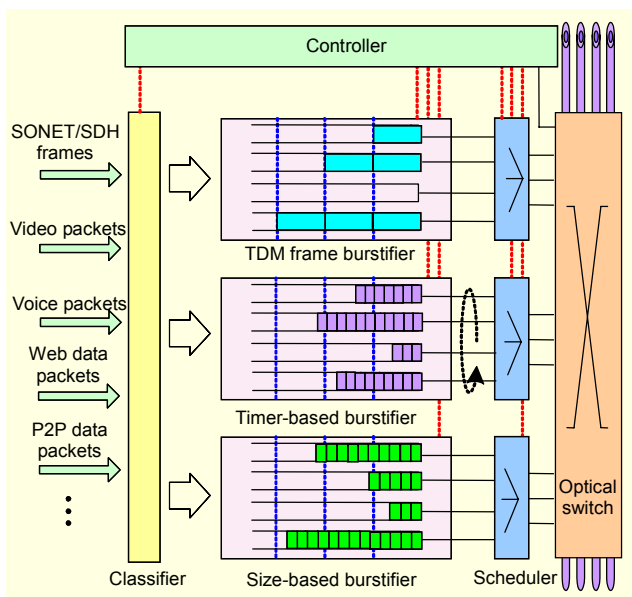 Controller
SONET/SDH
frames
Video packets
Voice packets
Web data
packets
P2P data
packets
TDM frame burstifier
Timer-based burstifier
Size-based burstifier
Classifier
Scheduler
Optical
switch